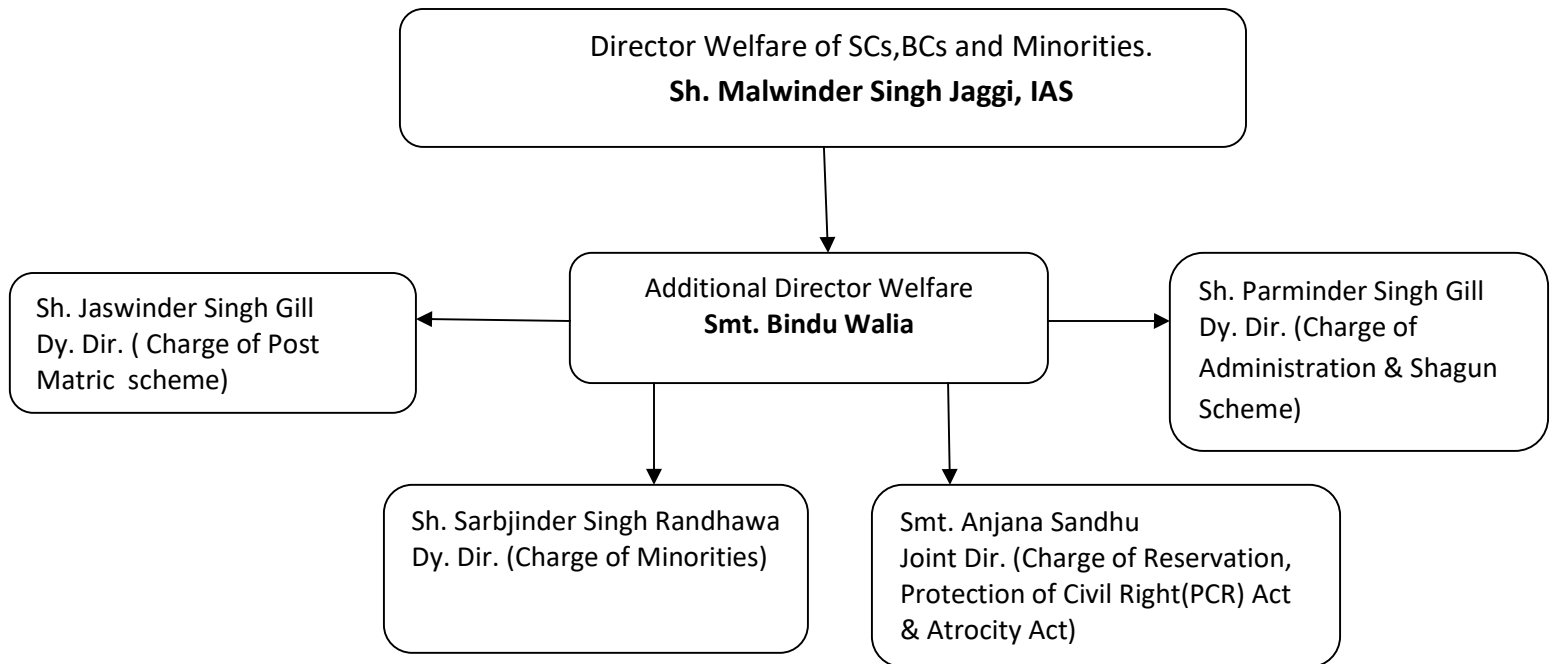 Director Welfare of SCs,BCs and Minorities.
Sh. Malwinder Singh Jaggi, IAS
Additional Director Welfare
Smt. Bindu Walia
Sh. Jaswinder Singh Gill
Dy. Dir. ( Charge of Post
Matric scheme)
Sh. Parminder Singh Gill
Dy. Dir. (Charge of
Administration & Shagun
Scheme)
Sh. Sarbjinder Singh Randhawa
Dy. Dir. (Charge of Minorities)
Smt. Anjana Sandhu
Joint Dir. (Charge of Reservation,
Protection of Civil Right(PCR) Act
& Atrocity Act)